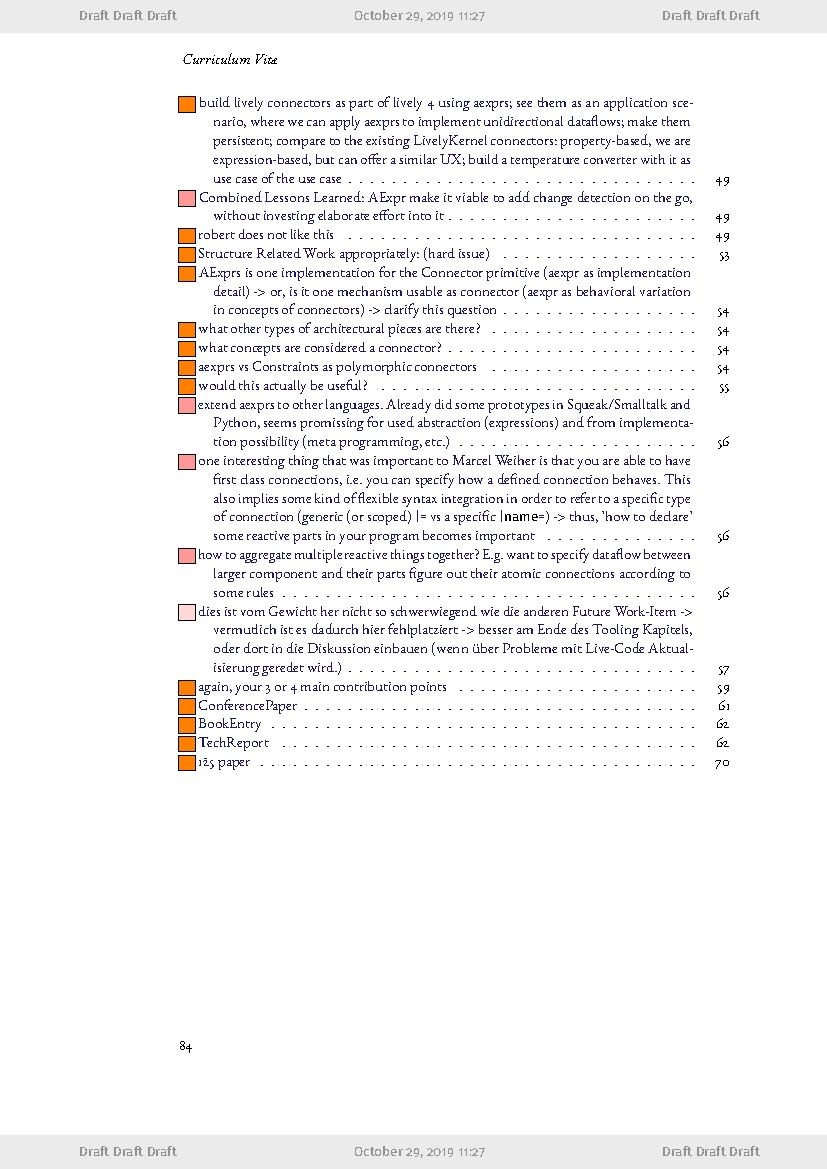 Draft Draft Draft October 29, 2019 11:27 Draft Draft Draft
Curriculum Vitæ
build lively connectors as part of lively 4 using aexprs; see them as an application sce-
nario, where we can apply aexprs to implement unidirectional dataflows; make them
persistent; compare to the existing LivelyKernel connectors: property-based, we are
expression-based, but can offer a similar UX; build a temperature converter with it as
use case of the use case . . . . . . . . . . . . . . . . . . . . . . . . . . . . . . . . 49
Combined Lessons Learned: AExpr make it viable to add change detection on the go,
without investing elaborate effort into it . . . . . . . . . . . . . . . . . . . . . . . 49
robert does not like this . . . . . . . . . . . . . . . . . . . . . . . . . . . . . . . . 49
Structure Related Work appropriately: (hard issue) . . . . . . . . . . . . . . . . . . 53
AExprs is one implementation for the Connector primitive (aexpr as implementation
detail) -> or, is it one mechanism usable as connector (aexpr as behavioral variation
in concepts of connectors) -> clarify this question . . . . . . . . . . . . . . . . . . 54
what other types of architectural pieces are there? . . . . . . . . . . . . . . . . . . . 54
what concepts are considered a connector? . . . . . . . . . . . . . . . . . . . . . . . 54
aexprs vs Constraints as polymorphic connectors . . . . . . . . . . . . . . . . . . . 54
would this actually be useful? . . . . . . . . . . . . . . . . . . . . . . . . . . . . . 55
extend aexprs to other languages. Already did some prototypes in Squeak/Smalltalk and
Python, seems promissing for used abstraction (expressions) and from implementa-
tion possibility (meta programming, etc.) . . . . . . . . . . . . . . . . . . . . . . 56
one interesting thing that was important to Marcel Weiher is that you are able to have
first class connections, i.e. you can specify how a defined connection behaves. This
also implies some kind of flexible syntax integration in order to refer to a specific type
of connection (generic (or scoped) |= vs a specific |name=) -> thus, 'how to declare'
some reactive parts in your program becomes important . . . . . . . . . . . . . . 56
how to aggregate multiple reactive things together? E.g. want to specify dataflow between
larger component and their parts figure out their atomic connections according to
some rules . . . . . . . . . . . . . . . . . . . . . . . . . . . . . . . . . . . . . . 56
dies ist vom Gewicht her nicht so schwerwiegend wie die anderen Future Work-Item ->
vermutlich ist es dadurch hier fehlplatziert -> besser am Ende des Tooling Kapitels,
oder dort in die Diskussion einbauen (wenn über Probleme mit Live-Code Aktual-
isierung geredet wird.) . . . . . . . . . . . . . . . . . . . . . . . . . . . . . . . . 57
again, your 3 or 4 main contribution points . . . . . . . . . . . . . . . . . . . . . . 59
ConferencePaper . . . . . . . . . . . . . . . . . . . . . . . . . . . . . . . . . . . . 61
BookEntry . . . . . . . . . . . . . . . . . . . . . . . . . . . . . . . . . . . . . . . 62
TechReport . . . . . . . . . . . . . . . . . . . . . . . . . . . . . . . . . . . . . . 62
125 paper . . . . . . . . . . . . . . . . . . . . . . . . . . . . . . . . . . . . . . . . 70
84
Draft Draft Draft October 29, 2019 11:27 Draft Draft Draft